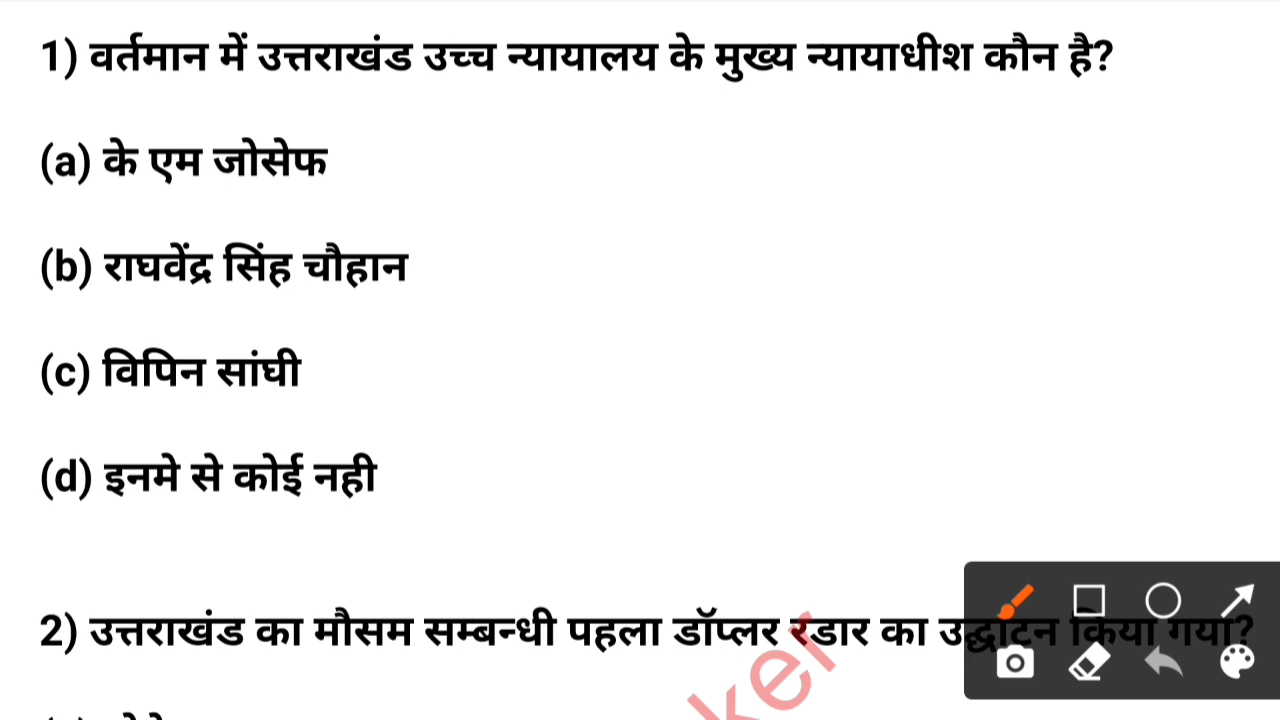 1) वर्तमान में उत्तराखंड उच्च न्यायालय के मुख्य न्यायाधीश कौन है?
(a) के एम जोसेफ
(b) राघवेंद्र सिंह चौहान
(c) विपिन सांघी
(d) इनमे से कोई नही
2) उत्तराखंड का मौसम सम्बन्धी पहला डॉप्लर रडार का उद्घाटन किया गया?
ker